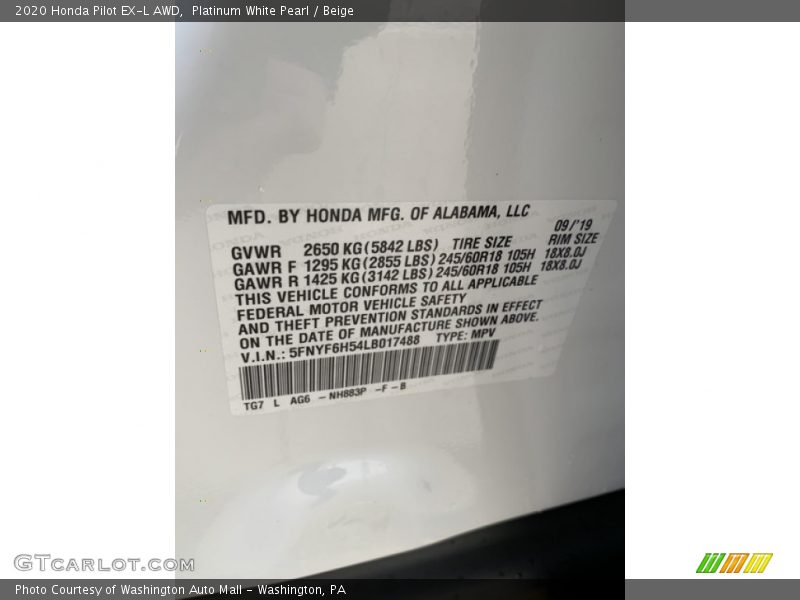 2020 Honda Pilot EX-L AWD,  Platinum White Pearl / Beige
MFD. BY HONDA MFG. OF ALABAMA, LLC
09/'19
GVWR 2650 KG (5842 LBS) TIRE SIZE RIM SIZE
GAWR F 1295 KG (2855 LBS) 245/60R18 105H 18X8.0J
GAWR R 1425 KG (3142 LBS) 245/60R18 105H 18X8.0J
THIS VEHICLE CONFORMS TO ALL APPLICABLE
FEDERAL MOTOR VEHICLE SAFETY
AND THEFT PREVENTION STANDARDS IN EFFECT
ON THE DATE OF MANUFACTURE SHOWN ABOVE.
V.I.N.: 5FNYF6H54LB017488 TYPE: MPV
TG7 L AG6 - NH883P -F - B
GTCARLOT.COM
Photo Courtesy of Washington Auto Mall - Washington, PA